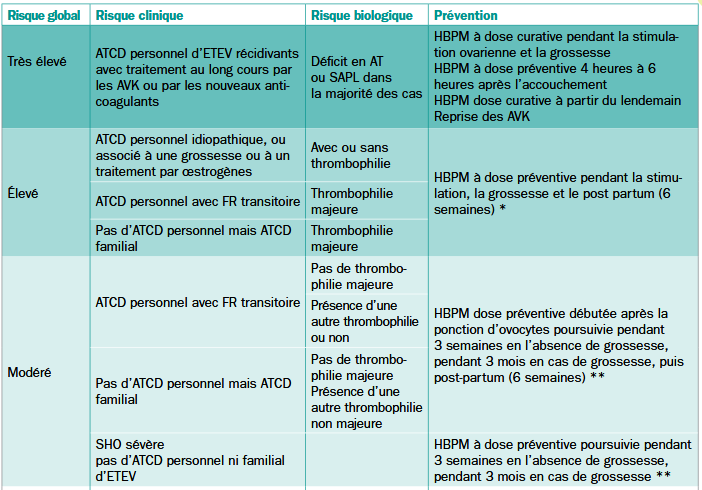 Risque global
Risque clinique
Risque biologique
Prévention
Très élevé
ATCD personnel d’ETEV récidivants
avec traitement au long cours par
les AVK ou par les nouveaux anti-
coagulants
Déficit en AT
ou SAPL dans
la majorité des cas
HBPM à dose curative pendant la stimula-
tion ovarienne et la grossesse
HBPM à dose préventive 4 heures à 6
heures après l’accouchement
HBPM dose curative à partir du lendemain
Reprise des AVK
Élevé
ATCD personnel idiopathique, ou
associé à une grossesse ou à un
traitement par œstrogènes
Avec ou sans
thrombophilie
HBPM à dose préventive pendant la stimu-
lation, la grossesse et le post partum (6
semaines) *
ATCD personnel avec FR transitoire
Thrombophilie
majeure
Pas d’ATCD personnel mais ATCD
familial
Thrombophilie
majeure
Modéré
ATCD personnel avec FR transitoire
Pas de thrombo-
philie majeure
Présence d’une
autre thrombophilie
ou non
HBPM dose préventive débutée après la
ponction d’ovocytes poursuivie pendant
3 semaines en l’absence de grossesse,
pendant 3 mois en cas de grossesse, puis
post-partum (6 semaines) **
Pas d’ATCD personnel mais ATCD
familial
Pas de thrombo-
philie majeure
Présence d’une
autre thrombophilie
non majeure
SHO sévère
pas d’ATCD personnel ni familial
d’ETEV
HBPM à dose préventive poursuivie pendant
3 semaines en l’absence de grossesse,
pendant 3 mois en cas de grossesse **